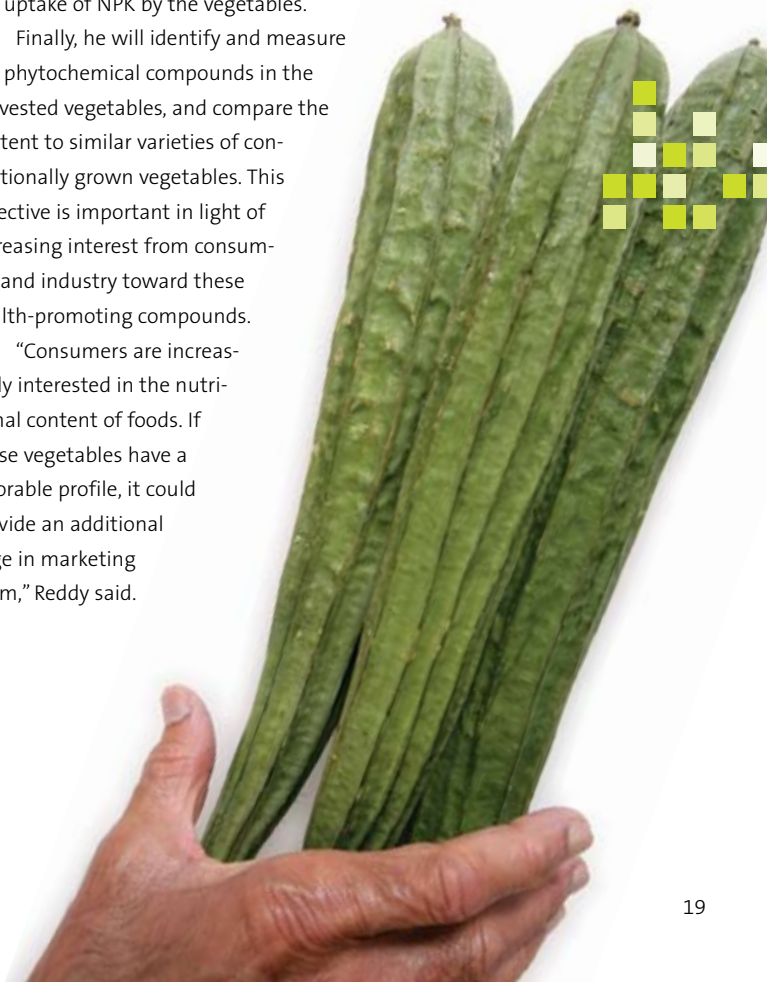 uptake of NPK by the vegetables.
Finally, he will identify and measure
phytochemical compounds in the
vested vegetables, and compare the
tent to similar varieties of con-
tionally grown vegetables. This
ective is important in light of
reasing interest from consum-
and industry toward these
lth-promoting compounds.
“Consumers are increas-
ly interested in the nutri-
nal content of foods. If
se vegetables have a
orable profile, it could
vide an additional
ge in marketing
m,” Reddy said.
19